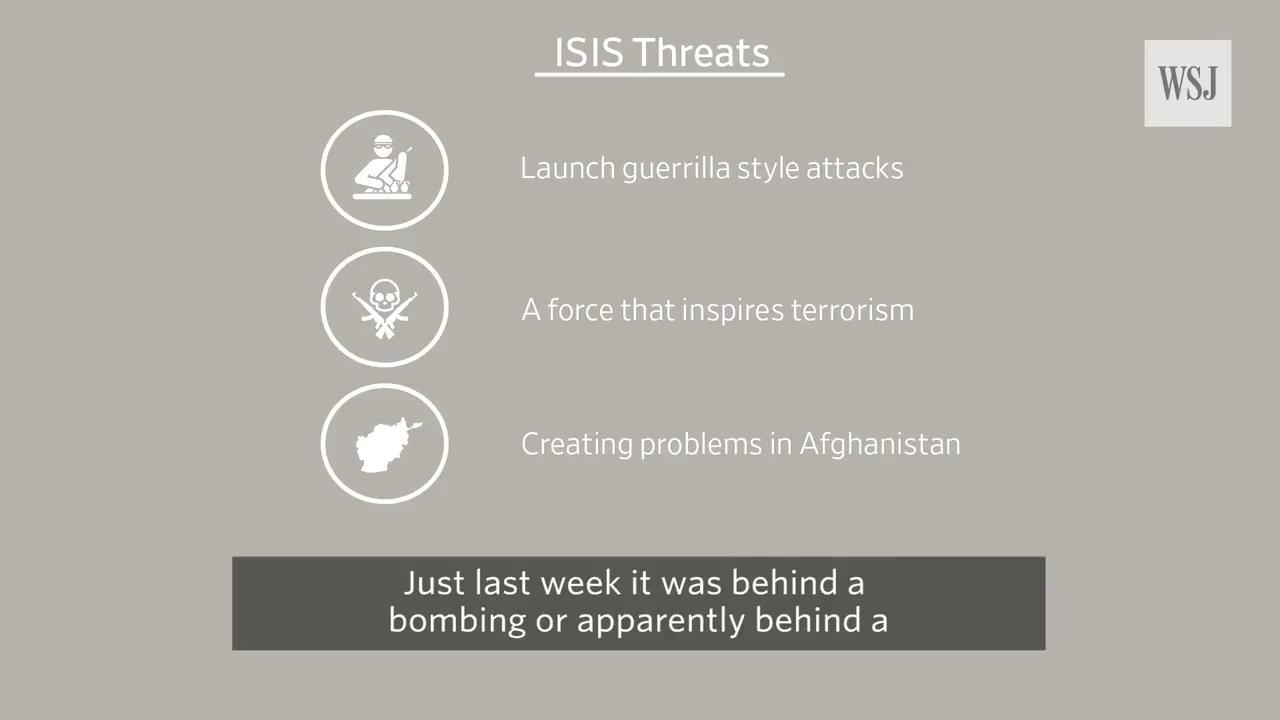 ISIS Threats
WSJ
Launch guerrilla style attacks
A force that inspires terrorism
Creating problems in Afghanistan
Just last week it was behind a
bombing or apparently behind a